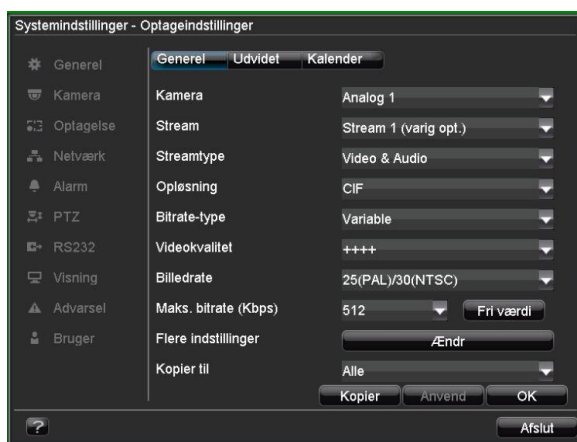 Systemindstillinger - Optageindstillinger
Generel
Kamera
Optagelse
Netværk
Alarm
PTZ
RS232
Visning
Advarsel
Bruger
Generel Udvidet Kalender
Kamera Analog 1
Stream Stream 1 (varig opt.)
Streamtype Video & Audio
Opløsning CIF
Bitrate-type Variable
Videokvalitet ++++
Billedrate 25(PAL)/30(NTSC)
Maks. bitrate (Kbps) 512 Fri værdi
Flere indstillinger Ændr
Kopier til Alle
Kopier Anvend OK
? Afslut